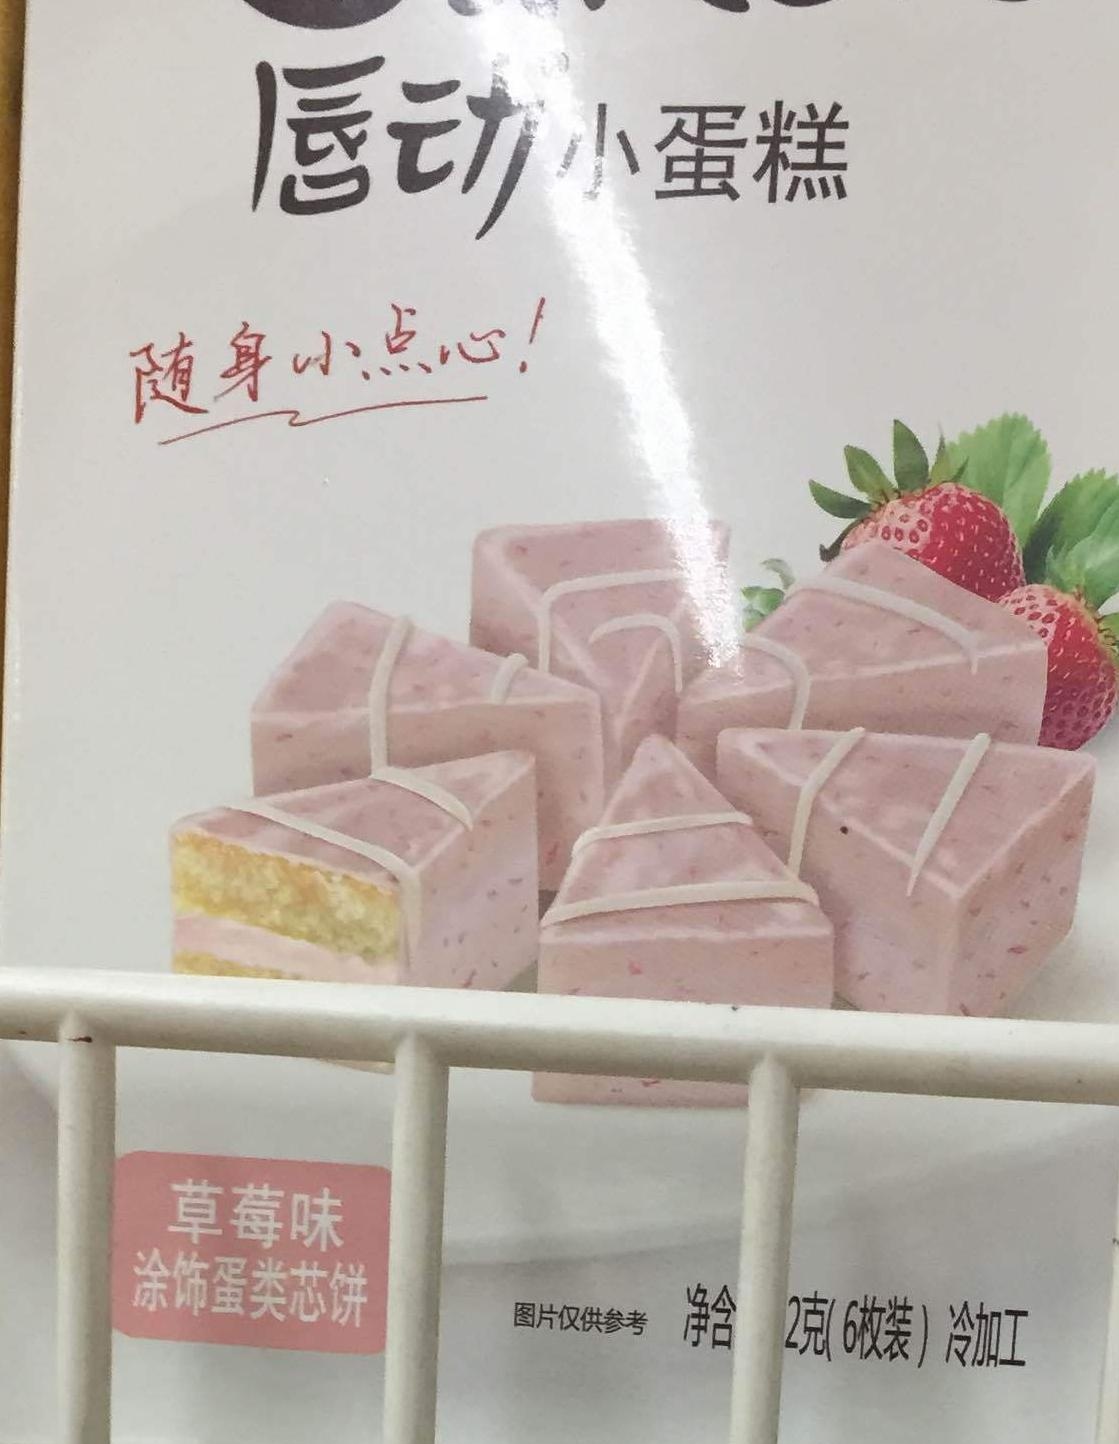 唇动小蛋糕
随身小点心!
草莓味
涂饰蛋类芯饼
图片仅供参考
净含 2克(6枚装) 冷加工